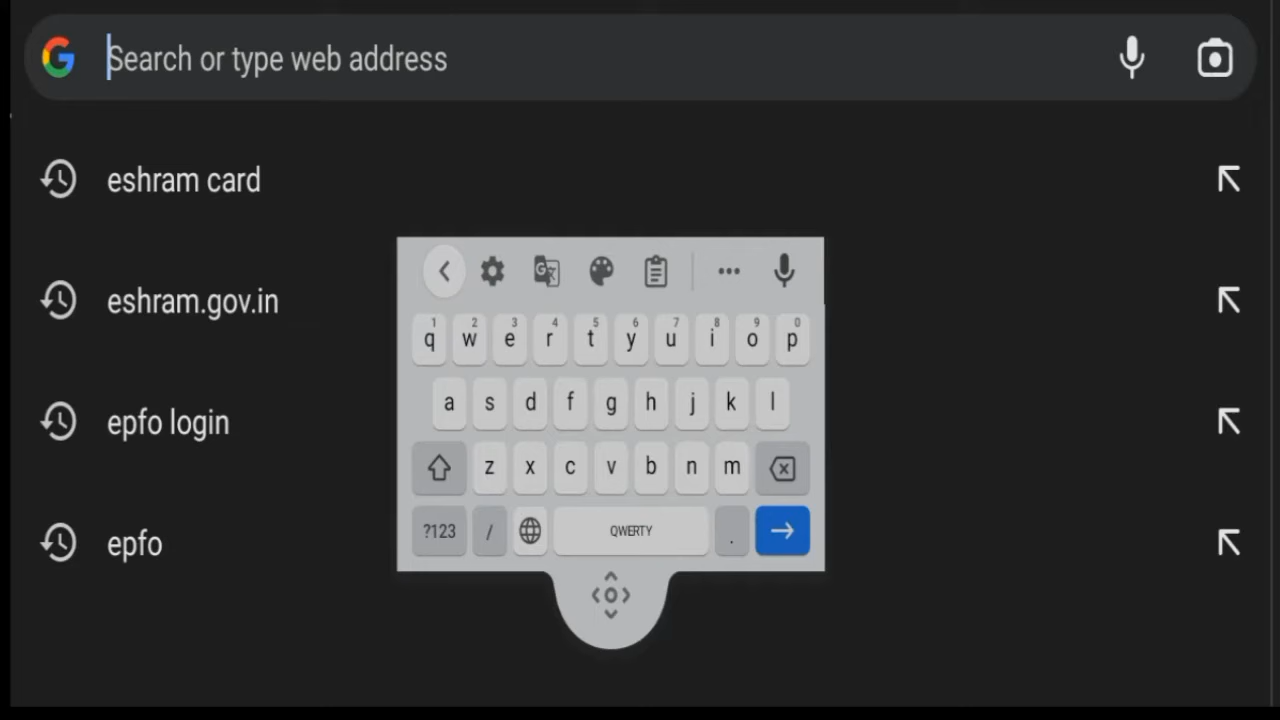 Search or type web address
eshram card
eshram.gov.in
epfo login
epfo
1 2 3 4 5 6 7 8 9 0
q w e r t y u i o p
a s d f g h j k l
z x c v b n m
?123 / QWERTY .